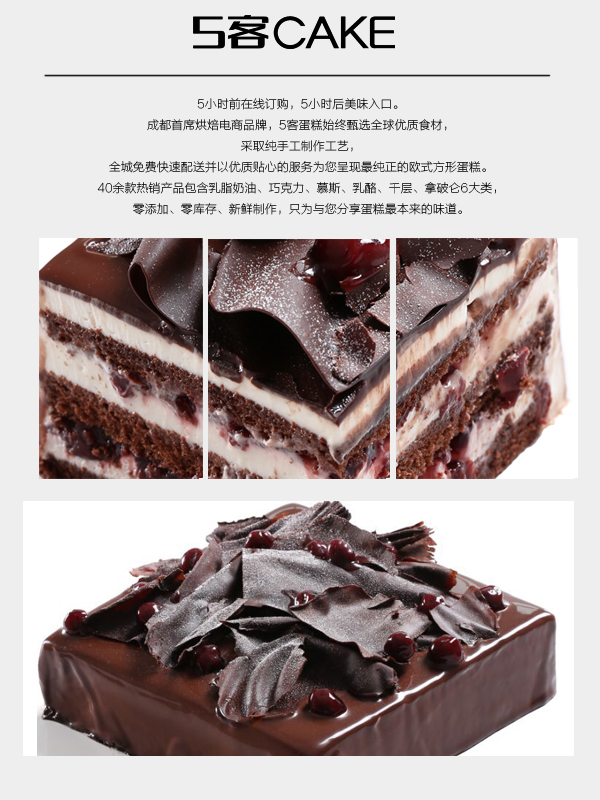 5客CAKE
5小时前在线订购，5小时后美味入口。
成都首席烘焙电商品牌，5客蛋糕始终甄选全球优质食材，
采取纯手工制作工艺，
全城免费快速配送并以优质贴心的服务为您呈现最纯正的欧式方形蛋糕。
40余款热销产品包含乳脂奶油、巧克力、慕斯、乳酪、千层、拿破仑6大类，
零添加、零库存、新鲜制作，只为与您分享蛋糕最本来的味道。